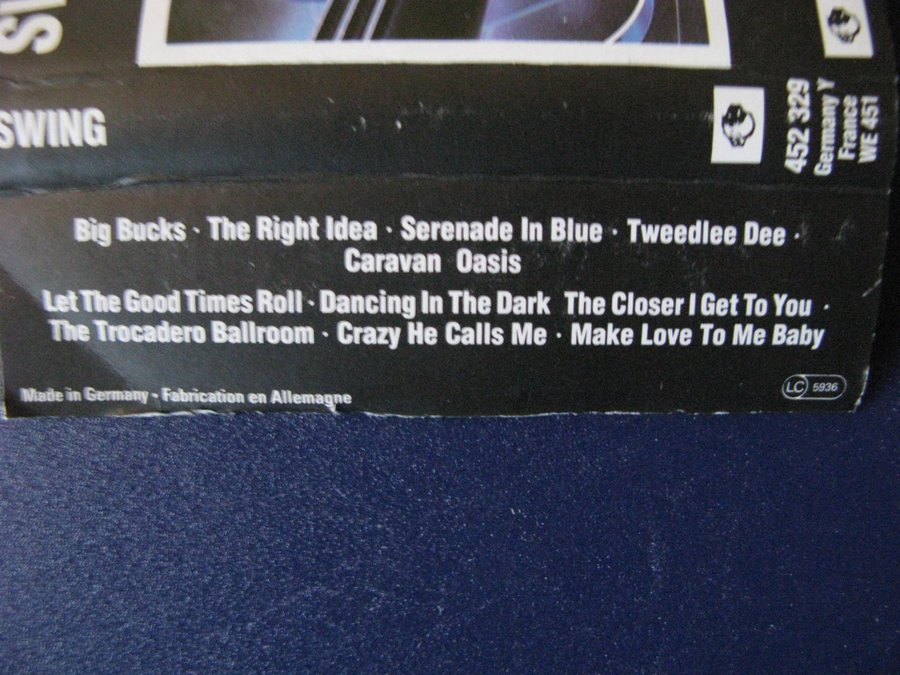 SW
SWING
452 329
Germany Y
France
WE 451
Big Bucks · The Right Idea · Serenade In Blue · Tweedlee Dee ·
Caravan Oasis
Let The Good Times Roll · Dancing In The Dark The Closer I Get To You ·
The Trocadero Ballroom · Crazy He Calls Me · Make Love To Me Baby
Made in Germany - Fabrication en Allemagne
LC 5936